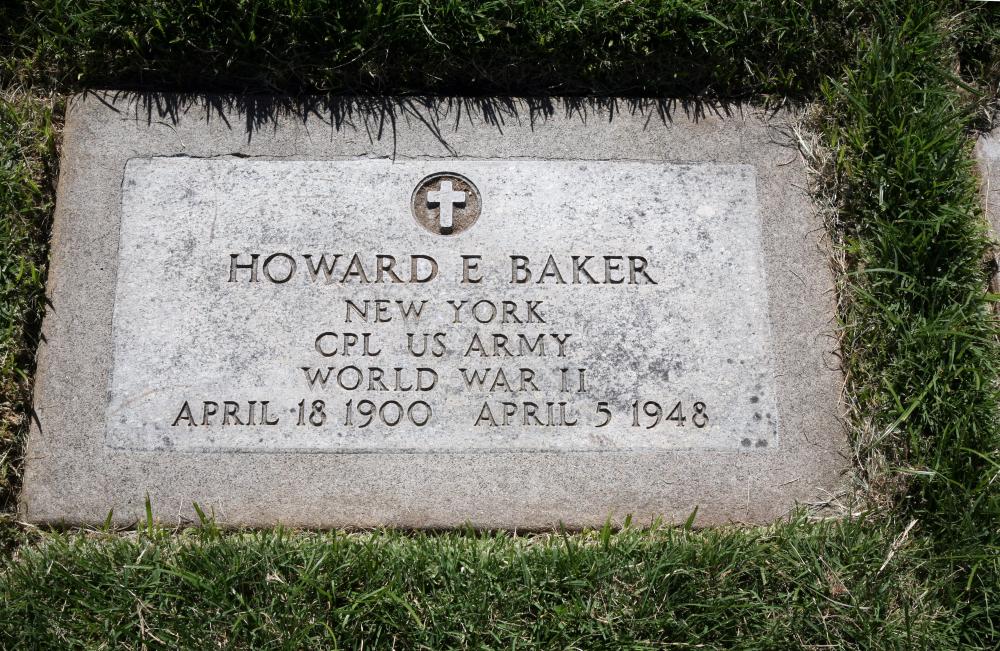 HOWARD E BAKER
NEW YORK
CPL US ARMY
WORLD WAR II
APRIL 18 1900 APRIL 5 1948